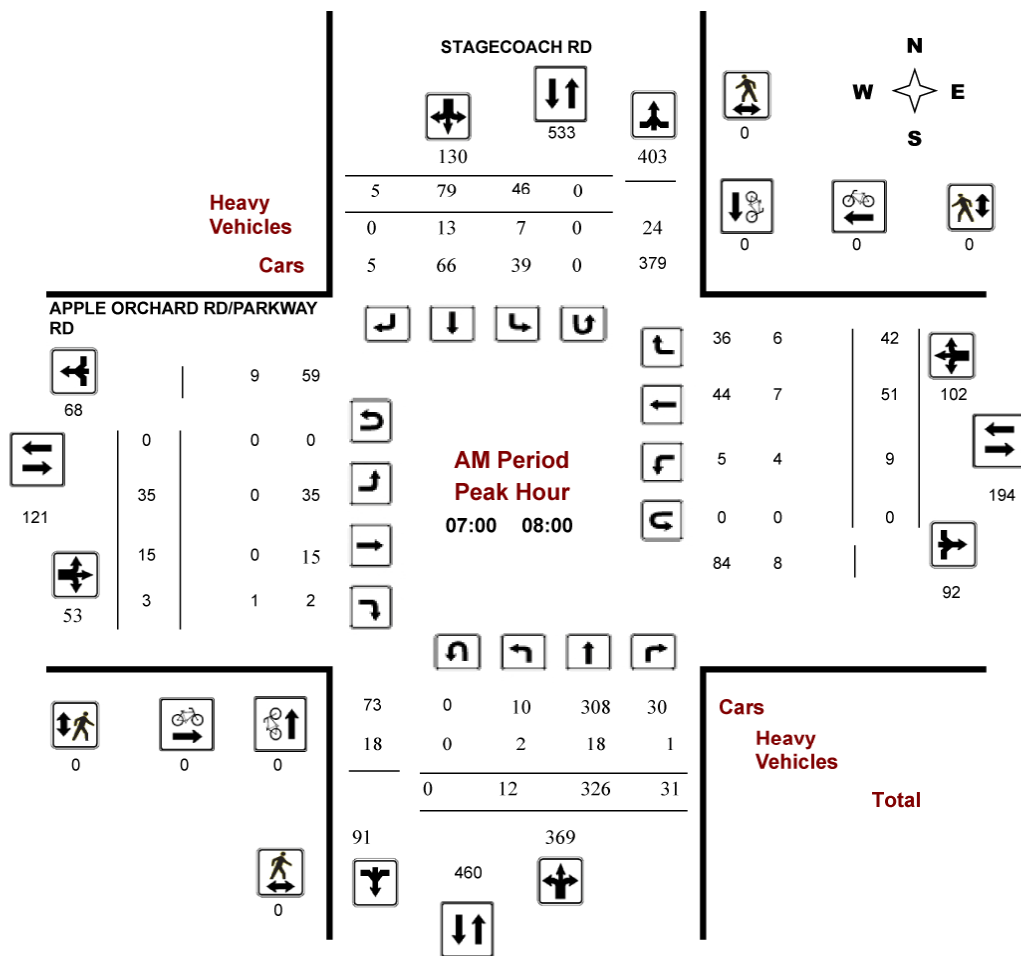 STAGECOACH RD
N
W E
S
533
0
130 403
5 79 46 0
Heavy
Vehicles
0 13 7 0 24
0 0 0
Cars
5 66 39 0 379
APPLE ORCHARD RD/PARKWAY
RD
36 6 42
9 59
68
44 7 51 102
0 0 0
AM Period
5 4 9
35 0 35
Peak Hour
194
121
07:00 08:00
0 0 0
15 0 15
84 8
92
3 1 2
53
73 0 10 308 30
Cars
18 0 2 18 1
Heavy
Vehicles
0 0 0
0 12 326 31
Total
91 369
460
0